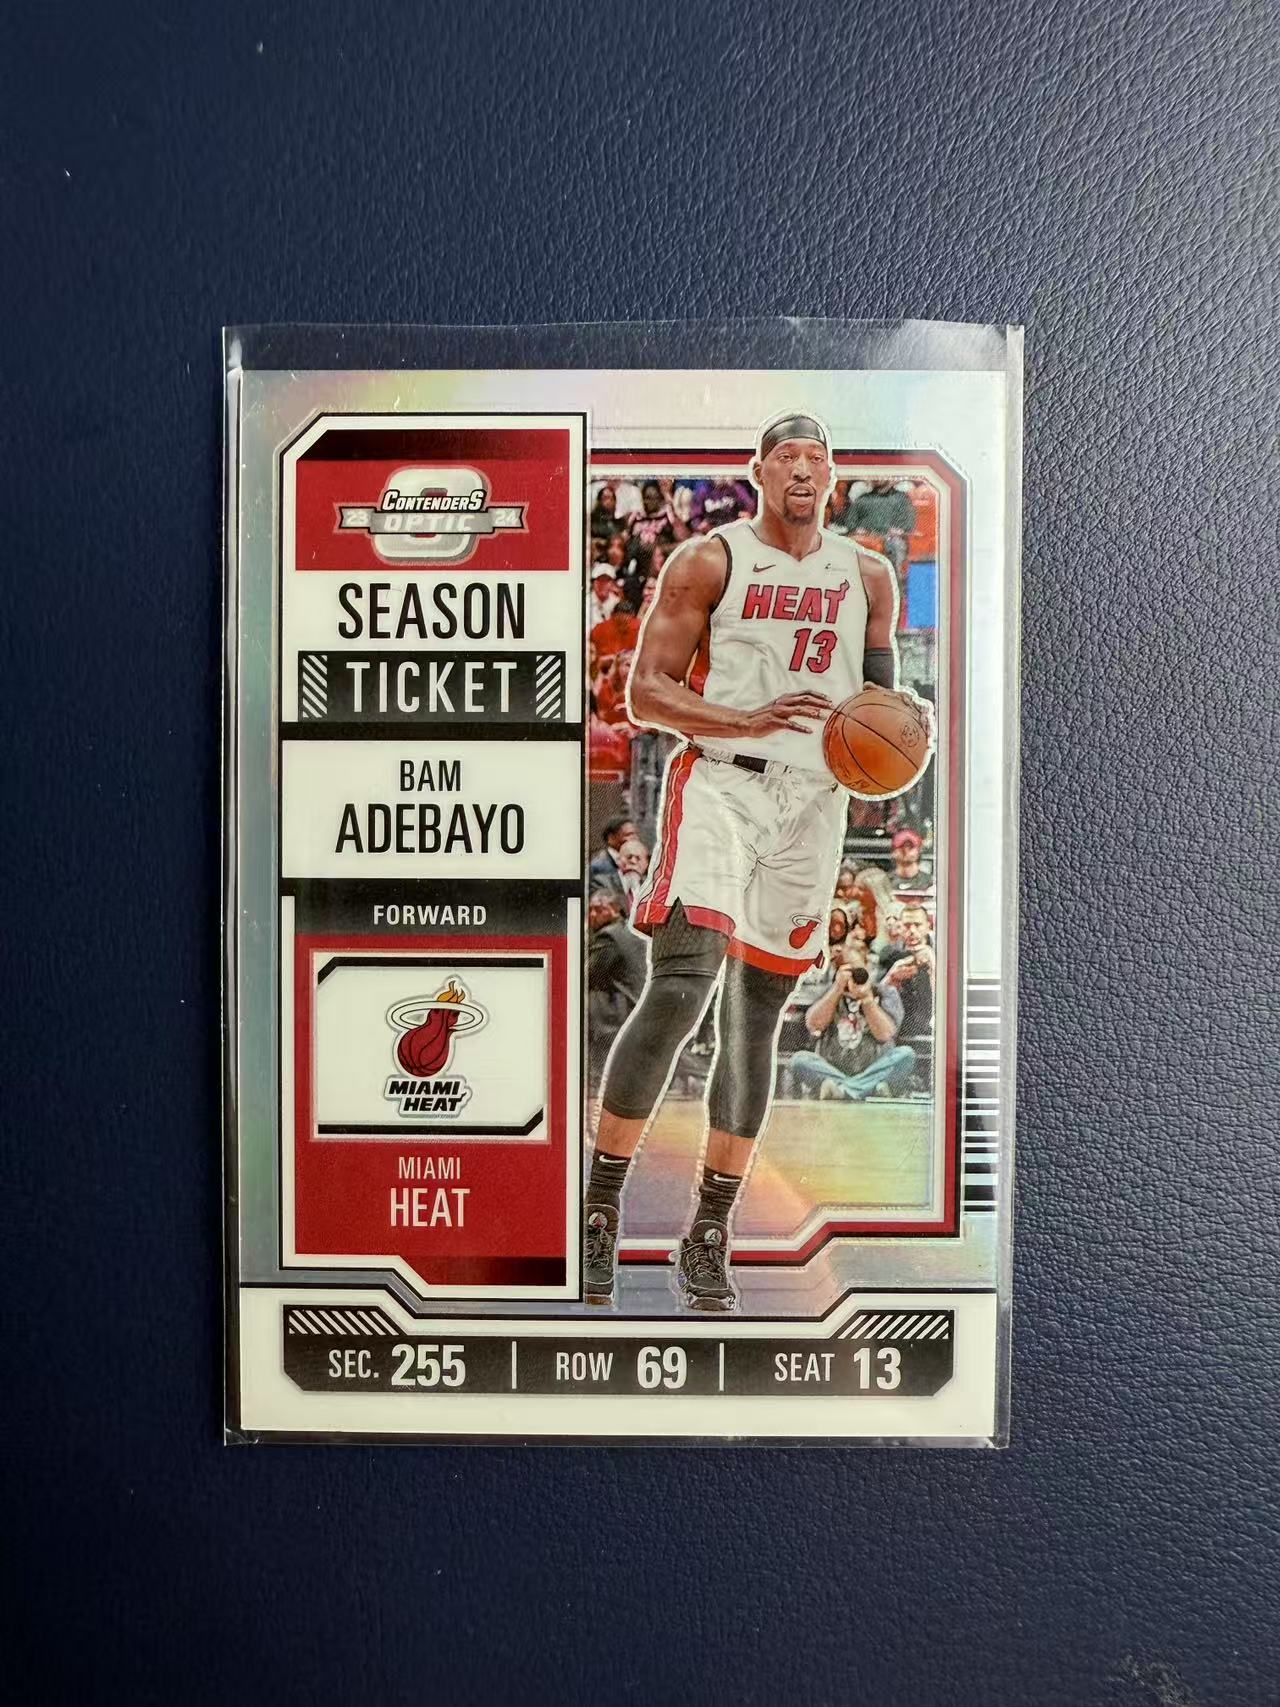 CONTENDERS
23 OPTIC 24
SEASON
TICKET
BAM
ADEBAYO
FORWARD
MIAMI
HEAT
MIAMI
HEAT
HEAT
13
SEC. 255 | ROW 69 | SEAT 13